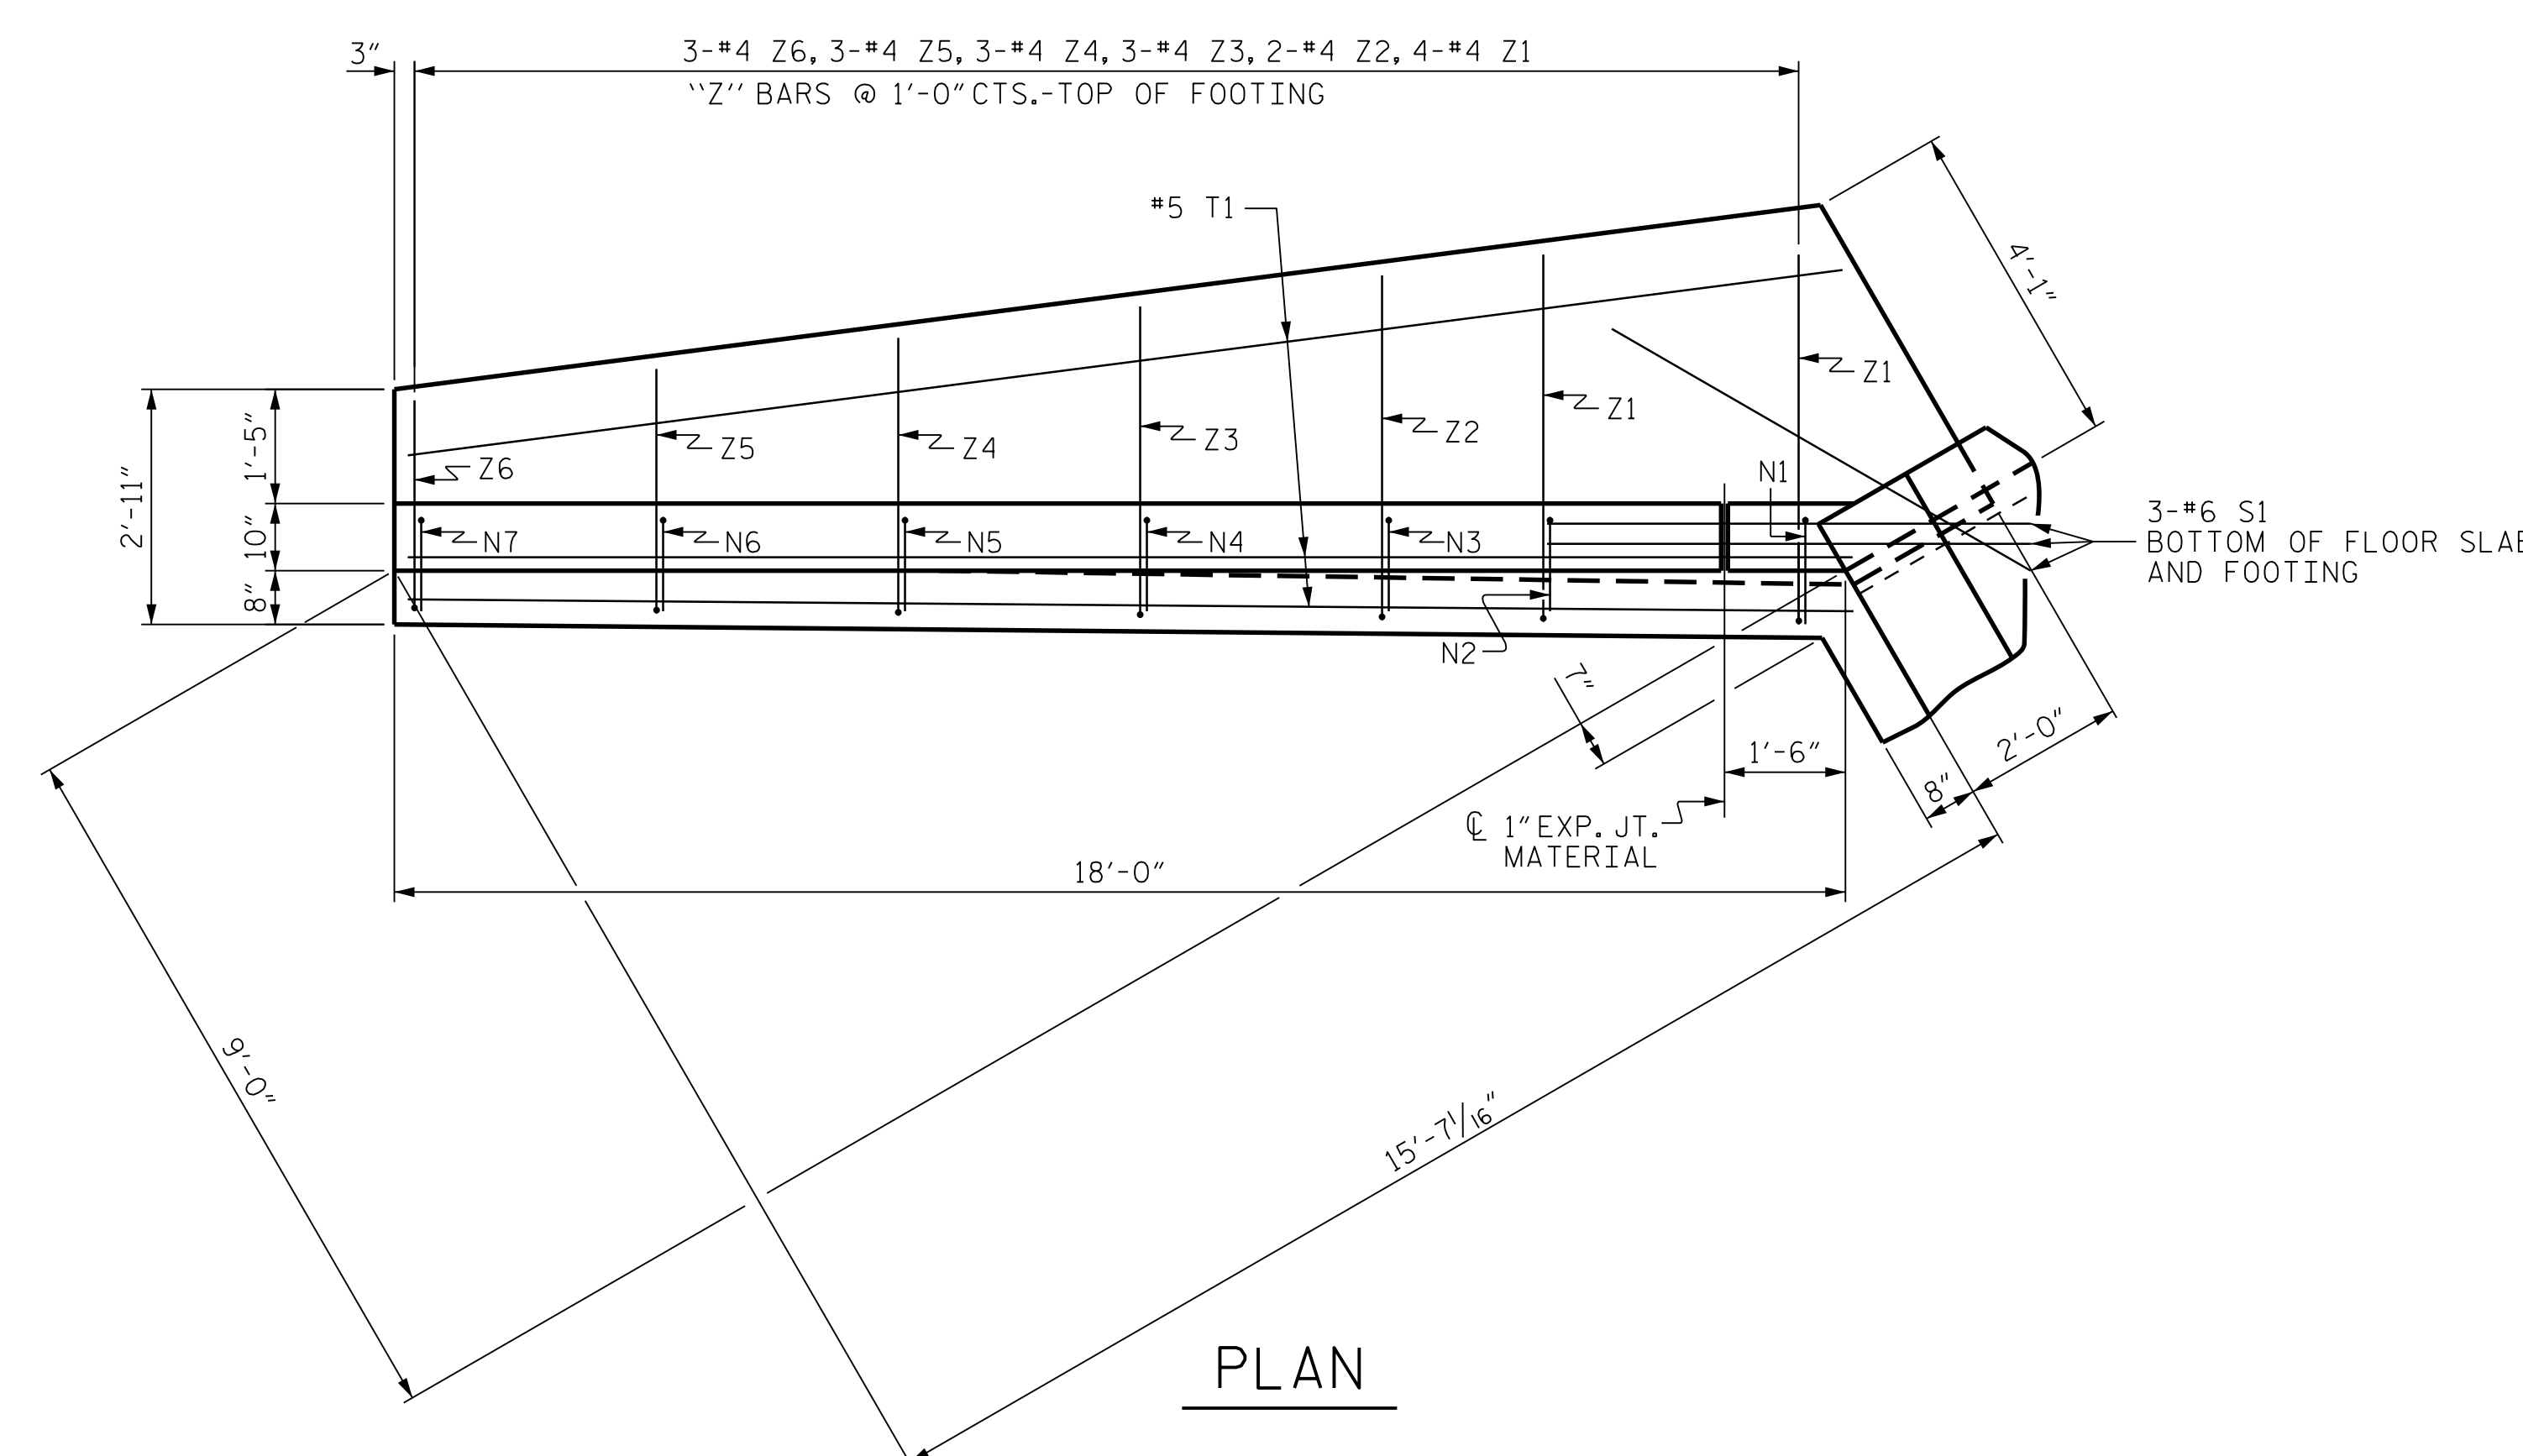 3"
3-#4 Z6, 3-#4 Z5, 3-#4 Z4, 3-#4 Z3, 2-#4 Z2, 4-#4 Z1
"Z" BARS @ 1'-0" CTS.-TOP OF FOOTING
#5 T1
4'-1"
Z1
Z1
Z2
Z3
Z4
Z5
Z6
N1
2'-11"
1'-5"
10"
8"
N7
N6
N5
N4
N3
3-#6 S1
BOTTOM OF FLOOR SLAB
AND FOOTING
N2
7"
1'-6"
2'-0"
8"
℄ 1" EXP. JT.
MATERIAL
18'-0"
9'-0"
15'-7 1/16"
PLAN